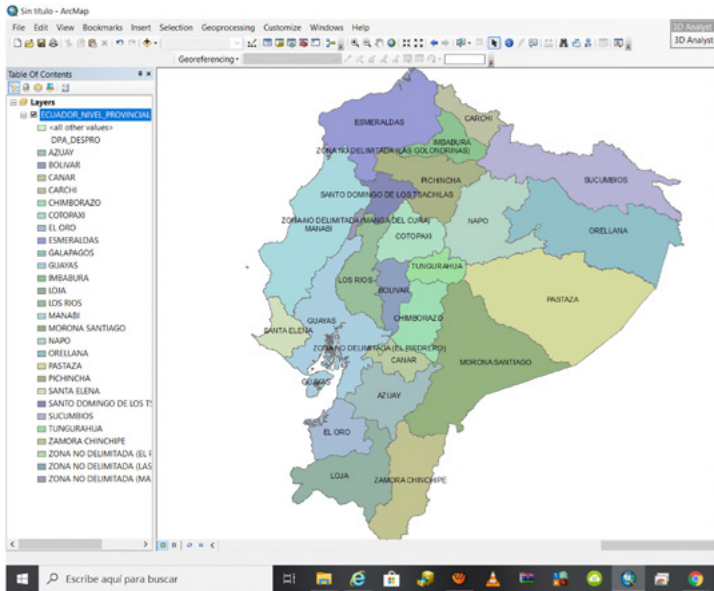 Sin título - ArcMap
File Edit View Bookmarks Insert Selection Geoprocessing Customize Windows Help
3D Analyst
3D Analyst
Georeferencing
Table Of Contents
Layers
ECUADOR_NIVEL_PROVINCIAL
<all other values>
DPA_DESPRO
AZUAY
BOLIVAR
CANAR
CARCHI
CHIMBORAZO
COTOPAXI
EL ORO
ESMERALDAS
GALAPAGOS
GUAYAS
IMBABURA
LOJA
LOS RIOS
MANABI
MORONA SANTIAGO
NAPO
ORELLANA
PASTAZA
PICHINCHA
SANTA ELENA
SANTO DOMINGO DE LOS TS
SUCUMBIOS
TUNGURAHUA
ZAMORA CHINCHIPE
ZONA NO DELIMITADA (EL
ZONA NO DELIMITADA (LAS
ZONA NO DELIMITADA (MA
ESMERALDAS
CARCHI
IMBABURA
ZONA NO DELIMITADA (LAS GOLONDRINAS)
PICHINCHA
SUCUMBIOS
SANTO DOMINGO DE LOS TSACHILAS
ZONA NO DELIMITADA (MANGA DEL CURA)
NAPO
MANABI
ORELLANA
COTOPAXI
TUNGURAHUA
LOS RIOS
BOLIVAR
PASTAZA
GUAYAS
CHIMBORAZO
SANTA ELENA
ZONA NO DELIMITADA (EL PIEDRERO)
CANAR
MORONA SANTIAGO
GUAYAS
AZUAY
EL ORO
LOJA
ZAMORA CHINCHIPE
Escribe aquí para buscar